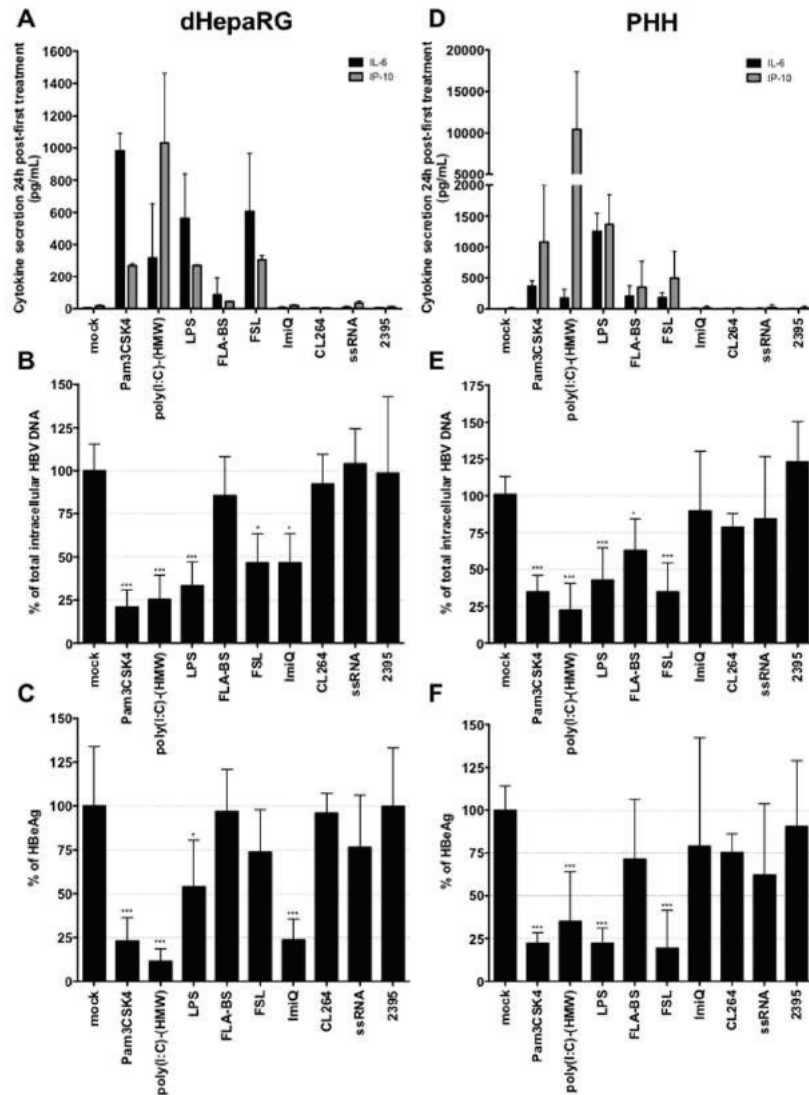 A
dHepaRG
Cytokine secretion 24h post-first treatment
(pg/mL)
1600
1400
1200
1000
800
600
400
200
0
IL-6
IP-10
mock
Pam3CSK4
poly(I:C)-(HMW)
LPS
FLA-BS
FSL
ImiQ
CL264
ssRNA
2395
D
PHH
Cytokine secretion 24h post-first treatment
(pg/mL)
20000
15000
10000
5000
2000
1500
1000
500
0
IL-6
IP-10
mock
Pam3CSK4
poly(I:C)-(HMW)
LPS
FLA-BS
FSL
ImiQ
CL264
ssRNA
2395
B
% of total intracellular HBV DNA
150
125
100
75
50
25
0
***
***
***
*
*
mock
Pam3CSK4
poly(I:C)-(HMW)
LPS
FLA-BS
FSL
ImiQ
CL264
ssRNA
2395
E
% of total intracellular HBV DNA
175
150
125
100
75
50
25
0
***
***
***
*
***
mock
Pam3CSK4
poly(I:C)-(HMW)
LPS
FLA-BS
FSL
ImiQ
CL264
ssRNA
2395
C
% of HBeAg
150
125
100
75
50
25
0
***
***
*
***
mock
Pam3CSK4
poly(I:C)-(HMW)
LPS
FLA-BS
FSL
ImiQ
CL264
ssRNA
2395
F
% of HBeAg
150
125
100
75
50
25
0
***
***
***
***
mock
Pam3CSK4
poly(I:C)-(HMW)
LPS
FLA-BS
FSL
ImiQ
CL264
ssRNA
2395